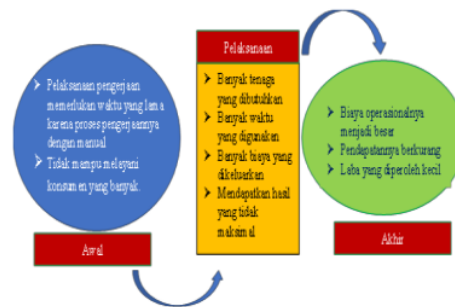 Pelaksanaan pengerjaan
memerlukan waktu yang lama
karena proses pengerjaannya
dengan manual
Tidak mampu melayani
konsumen yang banyak.
Awal
Pelaksanaan
Banyak tenaga
yang dibutuhkan
Banyak waktu
yang digunakan
Banyak biaya yang
dikeluarkan
Mendapatkan hasil
yang tidak
maksimal
Biaya operasionalnya
menjadi besar
Pendapatannya berkurang
Laba yang diperoleh kecil
Akhir